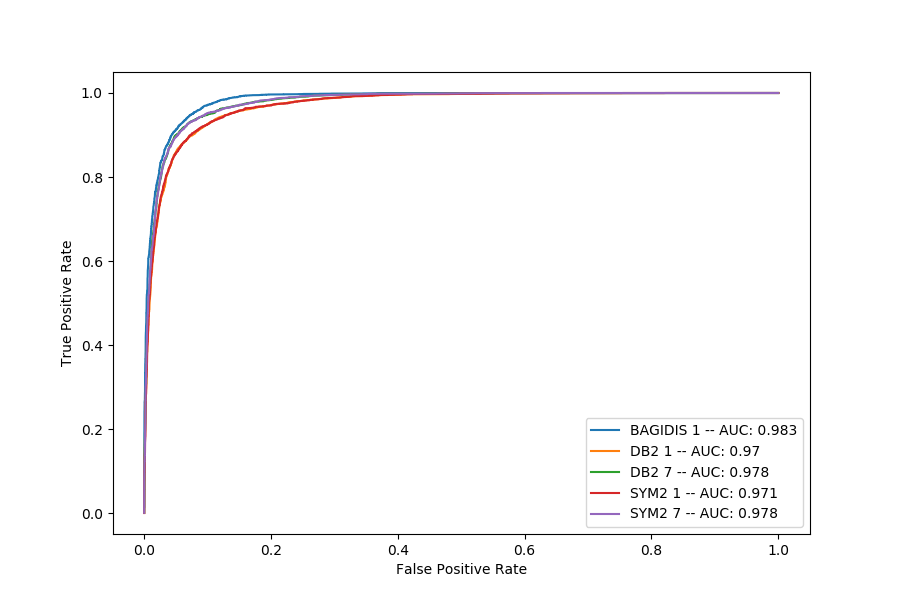 1.0
0.8
0.6
0.4
0.2
0.0
True Positive Rate
BAGIDIS 1 -- AUC: 0.983
DB2 1 -- AUC: 0.97
DB2 7 -- AUC: 0.978
SYM2 1 -- AUC: 0.971
SYM2 7 -- AUC: 0.978
0.0 0.2 0.4 0.6 0.8 1.0
False Positive Rate